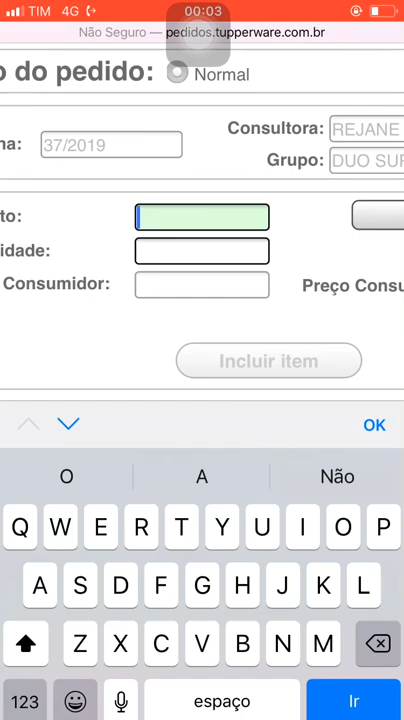 TIM 4G 00:03
Não Seguro — pedidos.tupperware.com.br
o do pedido: Normal
Consultora: REJANE
na: 37/2019
Grupo: DUO SUP
to:
idade:
Consumidor: Preço Consu
Incluir item
OK
O A Não
Q W E R T Y U I O P
A S D F G H J K L
Z X C V B N M
123 espaço Ir